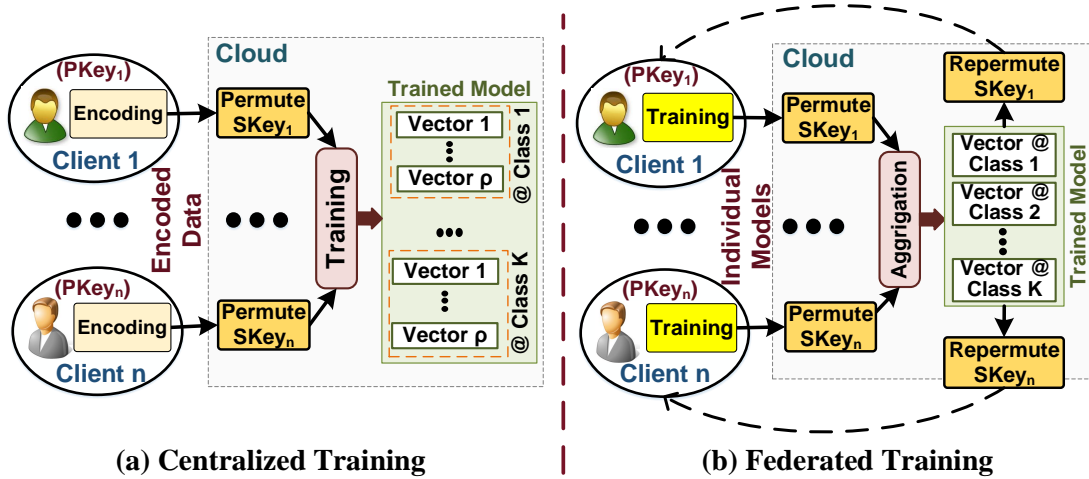 Cloud
(PKey₁)
Encoding
Client 1
Permute
SKey₁
Encoded
Data
(PKeyₙ)
Encoding
Client n
Permute
SKeyₙ
Training
Trained Model
Vector 1
Vector ρ
@ Class 1
Vector 1
Vector ρ
@ Class K
(a) Centralized Training
Cloud
(PKey₁)
Training
Client 1
Permute
SKey₁
Individual
Models
(PKeyₙ)
Training
Client n
Permute
SKeyₙ
Aggrigation
Repermute
SKey₁
Vector @
Class 1
Vector @
Class 2
Vector @
Class K
Trained Model
Repermute
SKeyₙ
(b) Federated Training